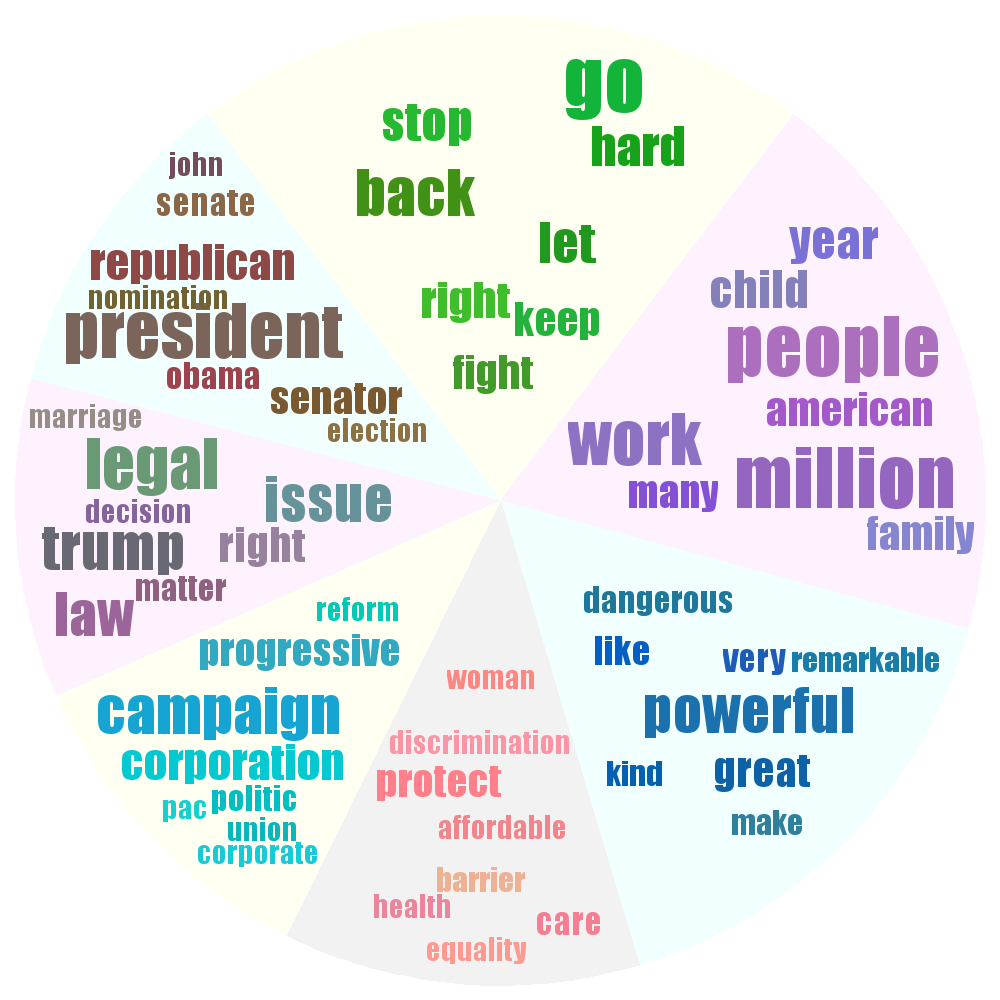 go
stop
hard
back
let
right
keep
fight
year
child
people
american
work
million
many
family
dangerous
like
very
remarkable
powerful
great
kind
make
woman
discrimination
protect
affordable
barrier
health
care
equality
reform
progressive
campaign
corporation
politic
pac
union
corporate
marriage
legal
issue
decision
trump
right
matter
law
john
senate
republican
nomination
president
obama
senator
election